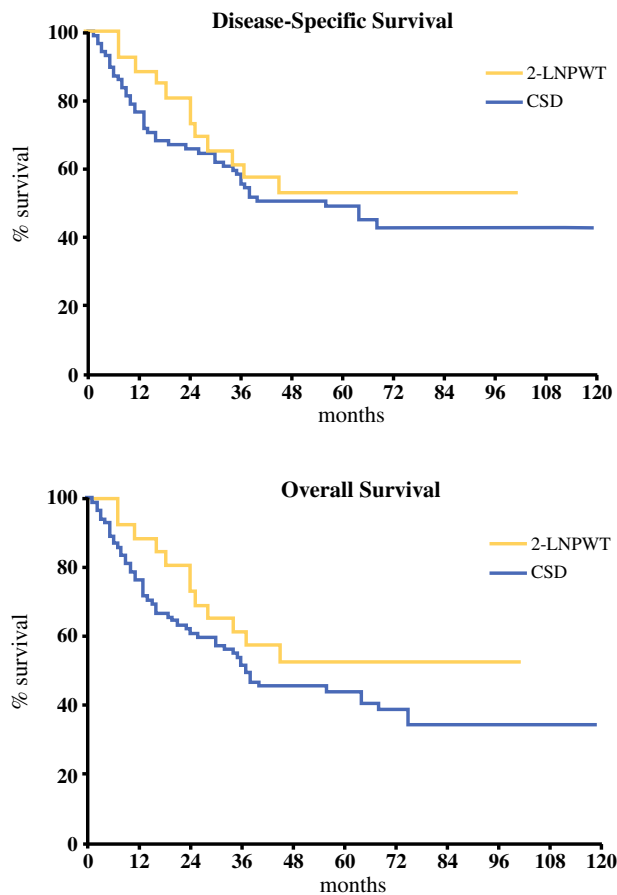 Disease-Specific Survival
100
80
60
40
20
0
% survival
2-LNPWT
CSD
0 12 24 36 48 60 72 84 96 108 120
months
Overall Survival
100
80
60
40
20
0
% survival
2-LNPWT
CSD
0 12 23 36 48 60 72 84 96 108 120
months